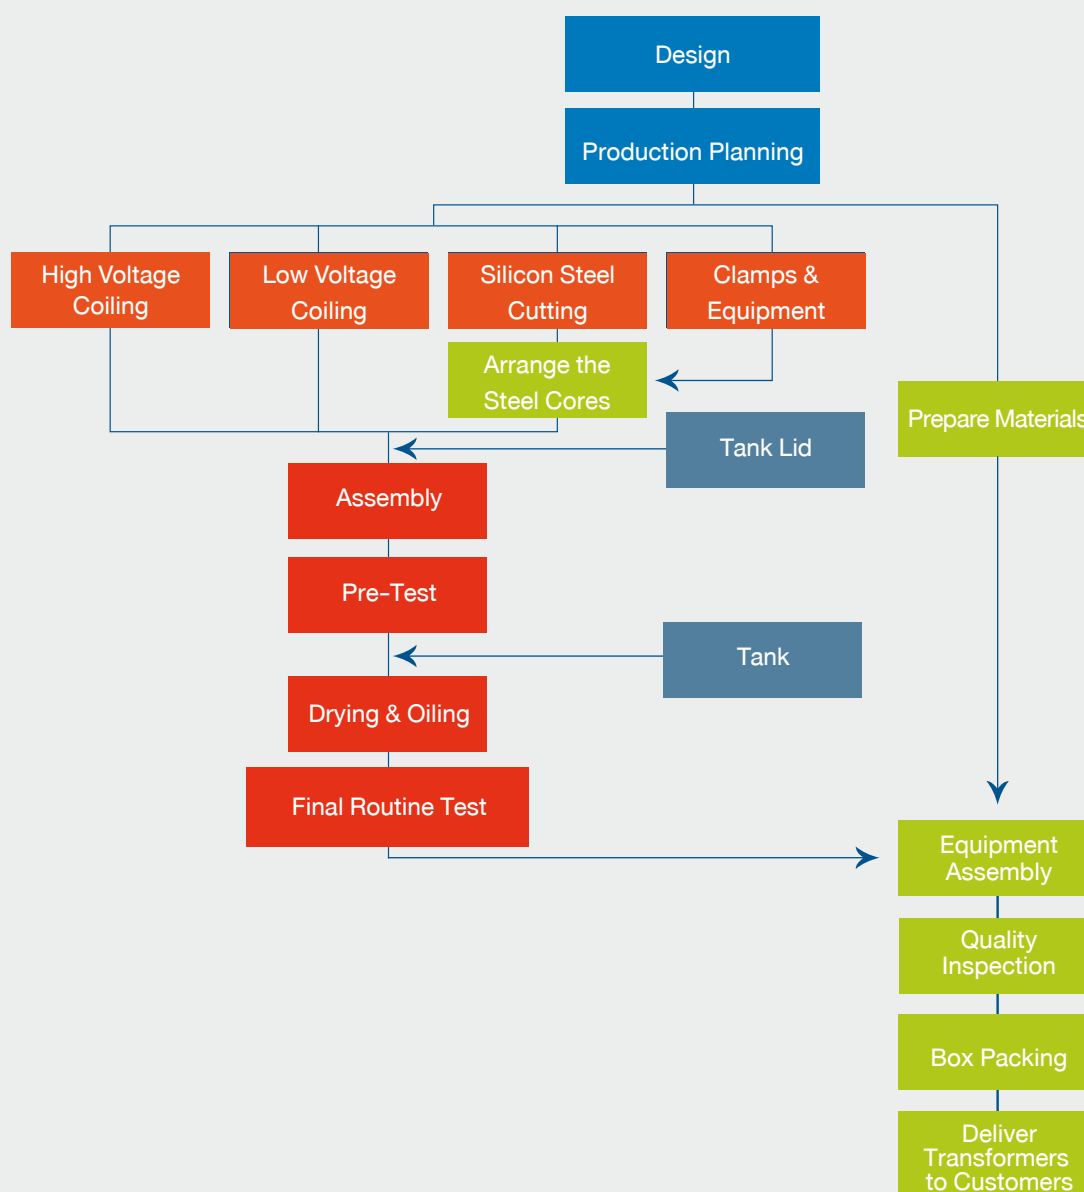 Design
Production Planning
High Voltage
Coiling
Low Voltage
Coiling
Silicon Steel
Cutting
Clamps &
Equipment
Arrange the
Steel Cores
Prepare Materials
Tank Lid
Assembly
Pre-Test
Tank
Drying & Oiling
Final Routine Test
Equipment
Assembly
Quality
Inspection
Box Packing
Deliver
Transformers
to Customers